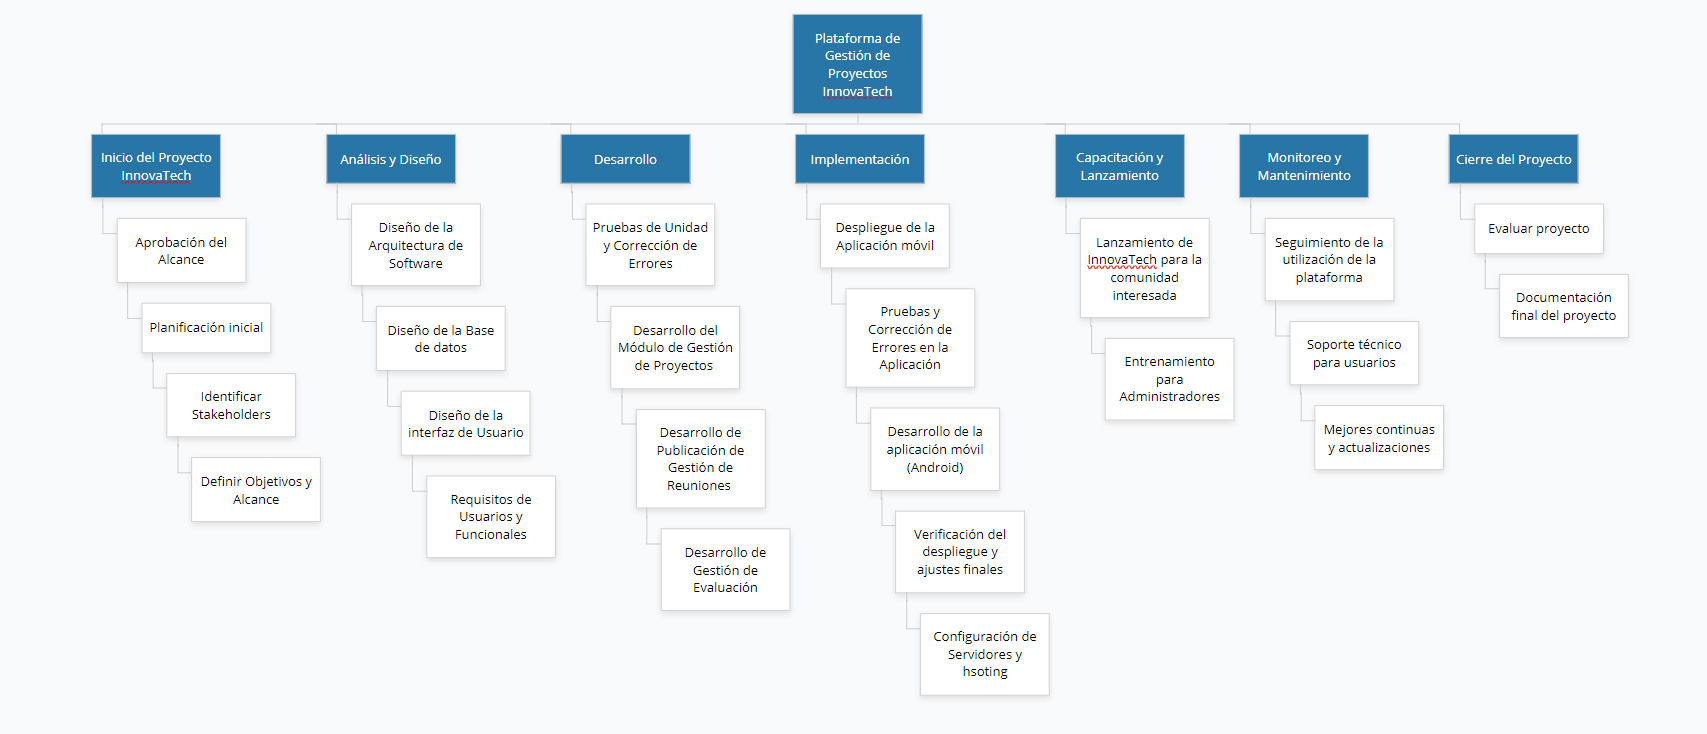 Plataforma de
Gestión de
Proyectos
InnovaTech
Inicio del Proyecto
InnovaTech
Aprobación del
Alcance
Planificación inicial
Identificar
Stakeholders
Definir Objetivos y
Alcance
Análisis y Diseño
Diseño de la
Arquitectura de
Software
Diseño de la Base
de datos
Diseño de la
interfaz de Usuario
Requisitos de
Usuarios y
Funcionales
Desarrollo
Pruebas de Unidad
y Corrección de
Errores
Desarrollo del
Módulo de Gestión
de Proyectos
Desarrollo de
Publicación de
Gestión de
Reuniones
Desarrollo de
Gestión de
Evaluación
Implementación
Despliegue de la
Aplicación móvil
Pruebas y
Corrección de
Errores en la
Aplicación
Desarrollo de la
aplicación móvil
(Android)
Verificación del
despliegue y
ajustes finales
Configuración de
Servidores y
hsoting
Capacitación y
Lanzamiento
Lanzamiento de
InnovaTech para la
comunidad
interesada
Entrenamiento
para
Administradores
Monitoreo y
Mantenimiento
Seguimiento de la
utilización de la
plataforma
Soporte técnico
para usuarios
Mejores continuas
y actualizaciones
Cierre del Proyecto
Evaluar proyecto
Documentación
final del proyecto